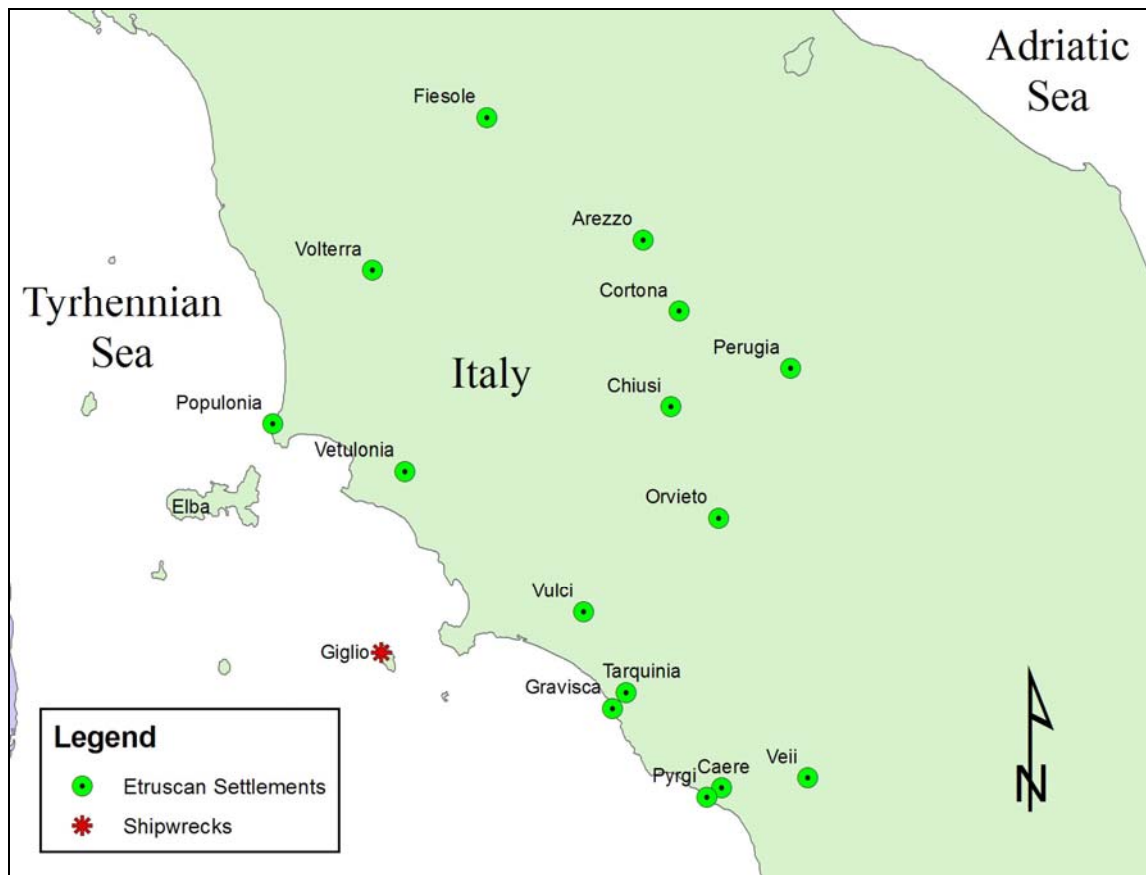 Adriatic
Sea
Fiesole
Arezzo
Volterra
Cortona
Tyrhennian
Sea
Italy
Perugia
Chiusi
Populonia
Vetulonia
Elba
Orvieto
Vulci
Giglio
Tarquinia
Gravisca
Veii
Caere
Pyrgi
N
Legend
Etruscan Settlements
Shipwrecks